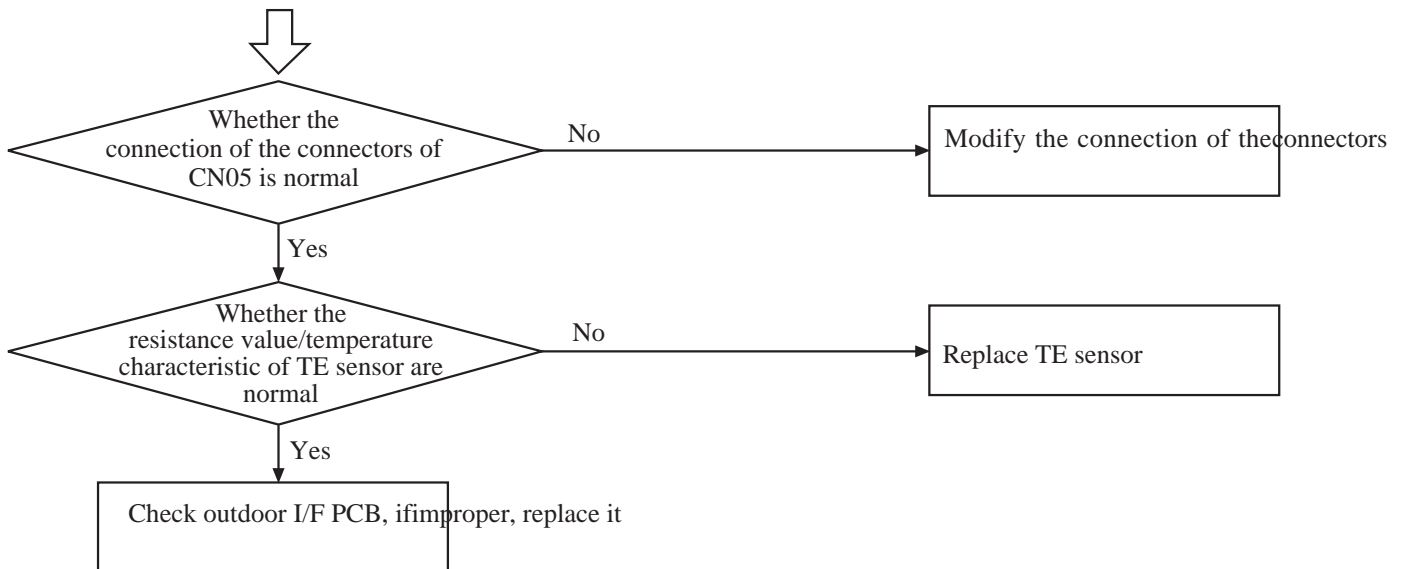 Whether the
connection of the connectors of
CN05 is normal
No
Modify the connection of theconnectors
Yes
Whether the
resistance value/temperature
characteristic of TE sensor are
normal
No
Replace TE sensor
Yes
Check outdoor I/F PCB, ifimproper, replace it